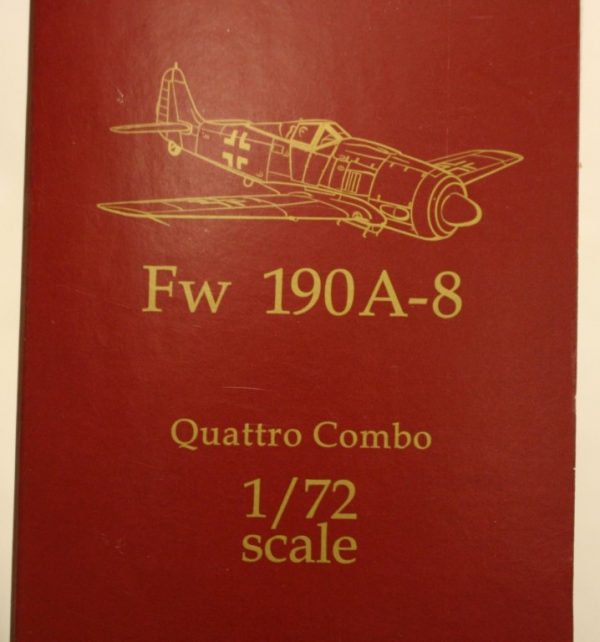 Fw 190A-8
Quattro Combo
1/72
scale